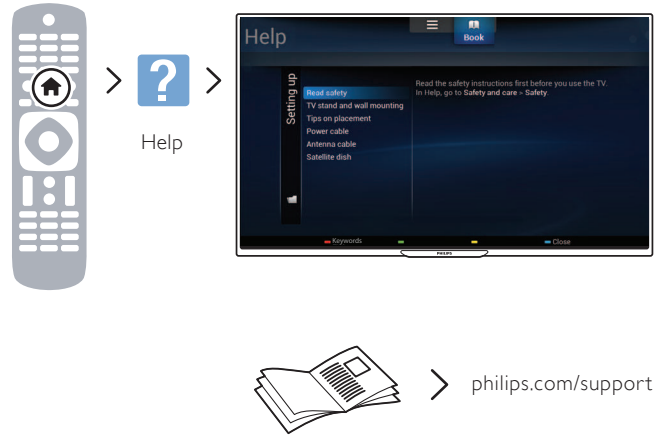 Help
Book
Setting up
Read safety
TV stand and wall mounting
Tips on placement
Power cable
Antenna cable
Satellite dish
Read the safety instructions first before you use the TV.
In Help, go to Safety and care > Safety.
Keywords
Close
PHILIPS
?
Help
philips.com/support